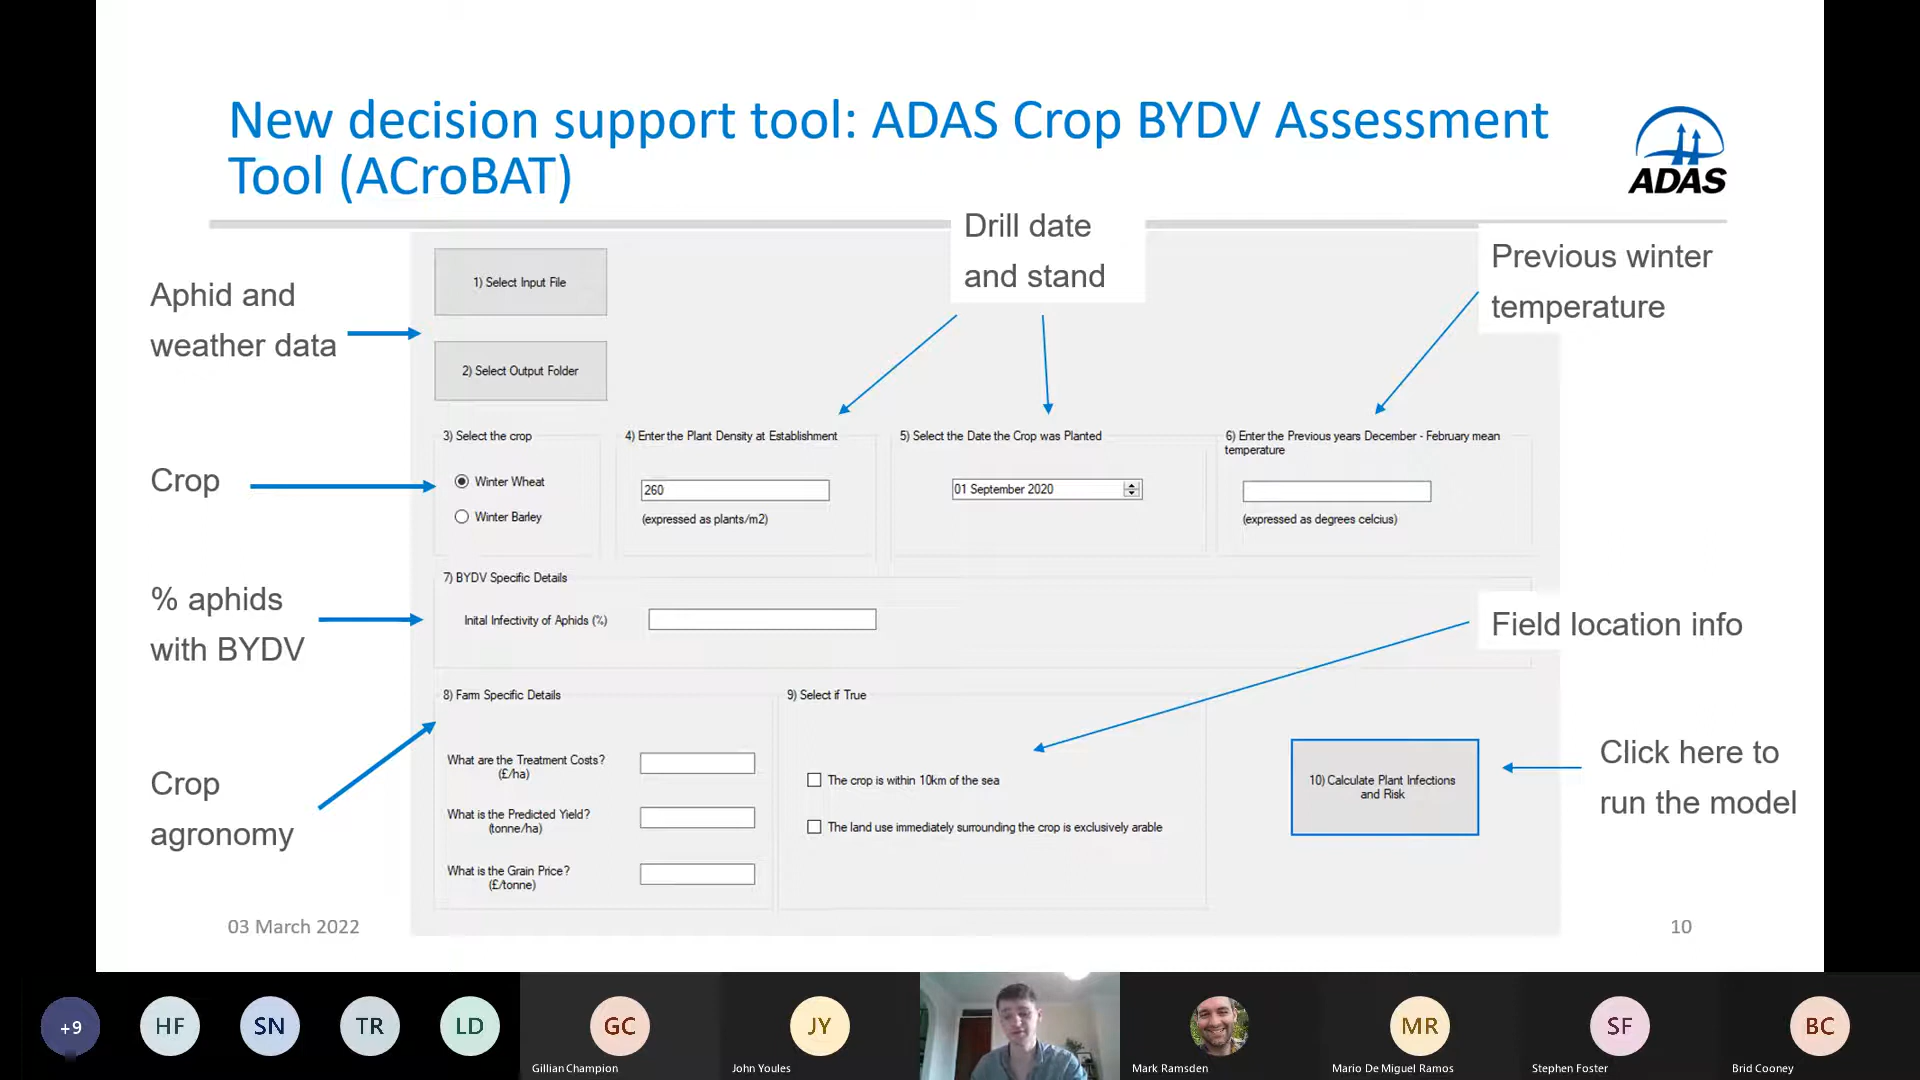 New decision support tool: ADAS Crop BYDV Assessment
Tool (ACroBAT)
ADAS
Drill date
and stand
Previous winter
temperature
Aphid and
weather data
1) Select Input File
2) Select Output Folder
Crop
3) Select the crop
Winter Wheat
Winter Barley
4) Enter the Plant Density at Establishment
260
(expressed as plants/m2)
5) Select the Date the Crop was Planted
01 September 2020
6) Enter the Previous years December - February mean
temperature
(expressed as degrees celcius)
% aphids
with BYDV
7) BYDV Specific Details
Inital Infectivity of Aphids (%)
Field location info
Crop
agronomy
8) Farm Specific Details
What are the Treatment Costs?
(£/ha)
What is the Predicted Yield?
(tonne/ha)
What is the Grain Price?
(£/tonne)
9) Select if True
The crop is within 10km of the sea
The land use immediately surrounding the crop is exclusively arable
10) Calculate Plant Infections
and Risk
Click here to
run the model
03 March 2022
10
+9
HF
SN
TR
LD
GC
Gillian Champion
JY
John Youles
Mark Ramsden
MR
Mario De Miguel Ramos
SF
Stephen Foster
BC
Brid Cooney